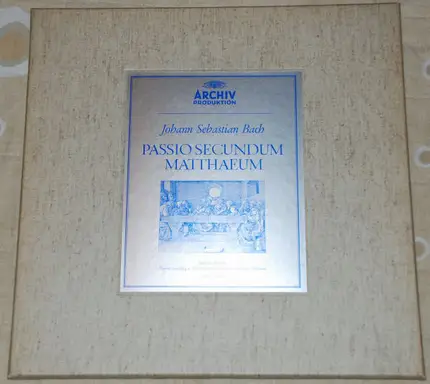 ARCHIV
PRODUKTION
Johann Sebastian Bach
PASSIO SECUNDUM
MATTHAEUM